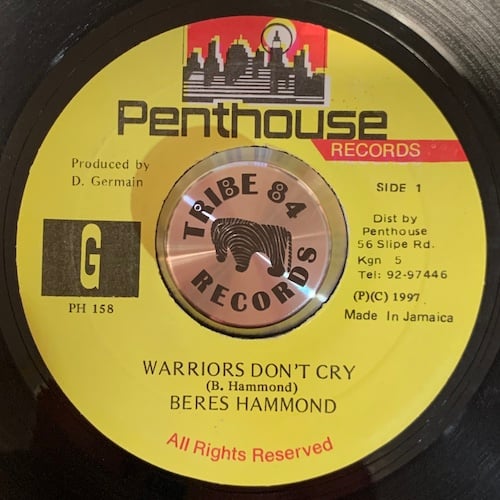 Penthouse
RECORDS
Produced by
D. Germain
SIDE 1
TRIBE 84
RECORDS
Dist by
Penthouse
56 Slipe Rd.
Kgn 5
Tel: 92-97446
G
PH 158
(P)(C) 1997
Made In Jamaica
WARRIORS DON'T CRY
(B. Hammond)
BERES HAMMOND
All Rights Reserved